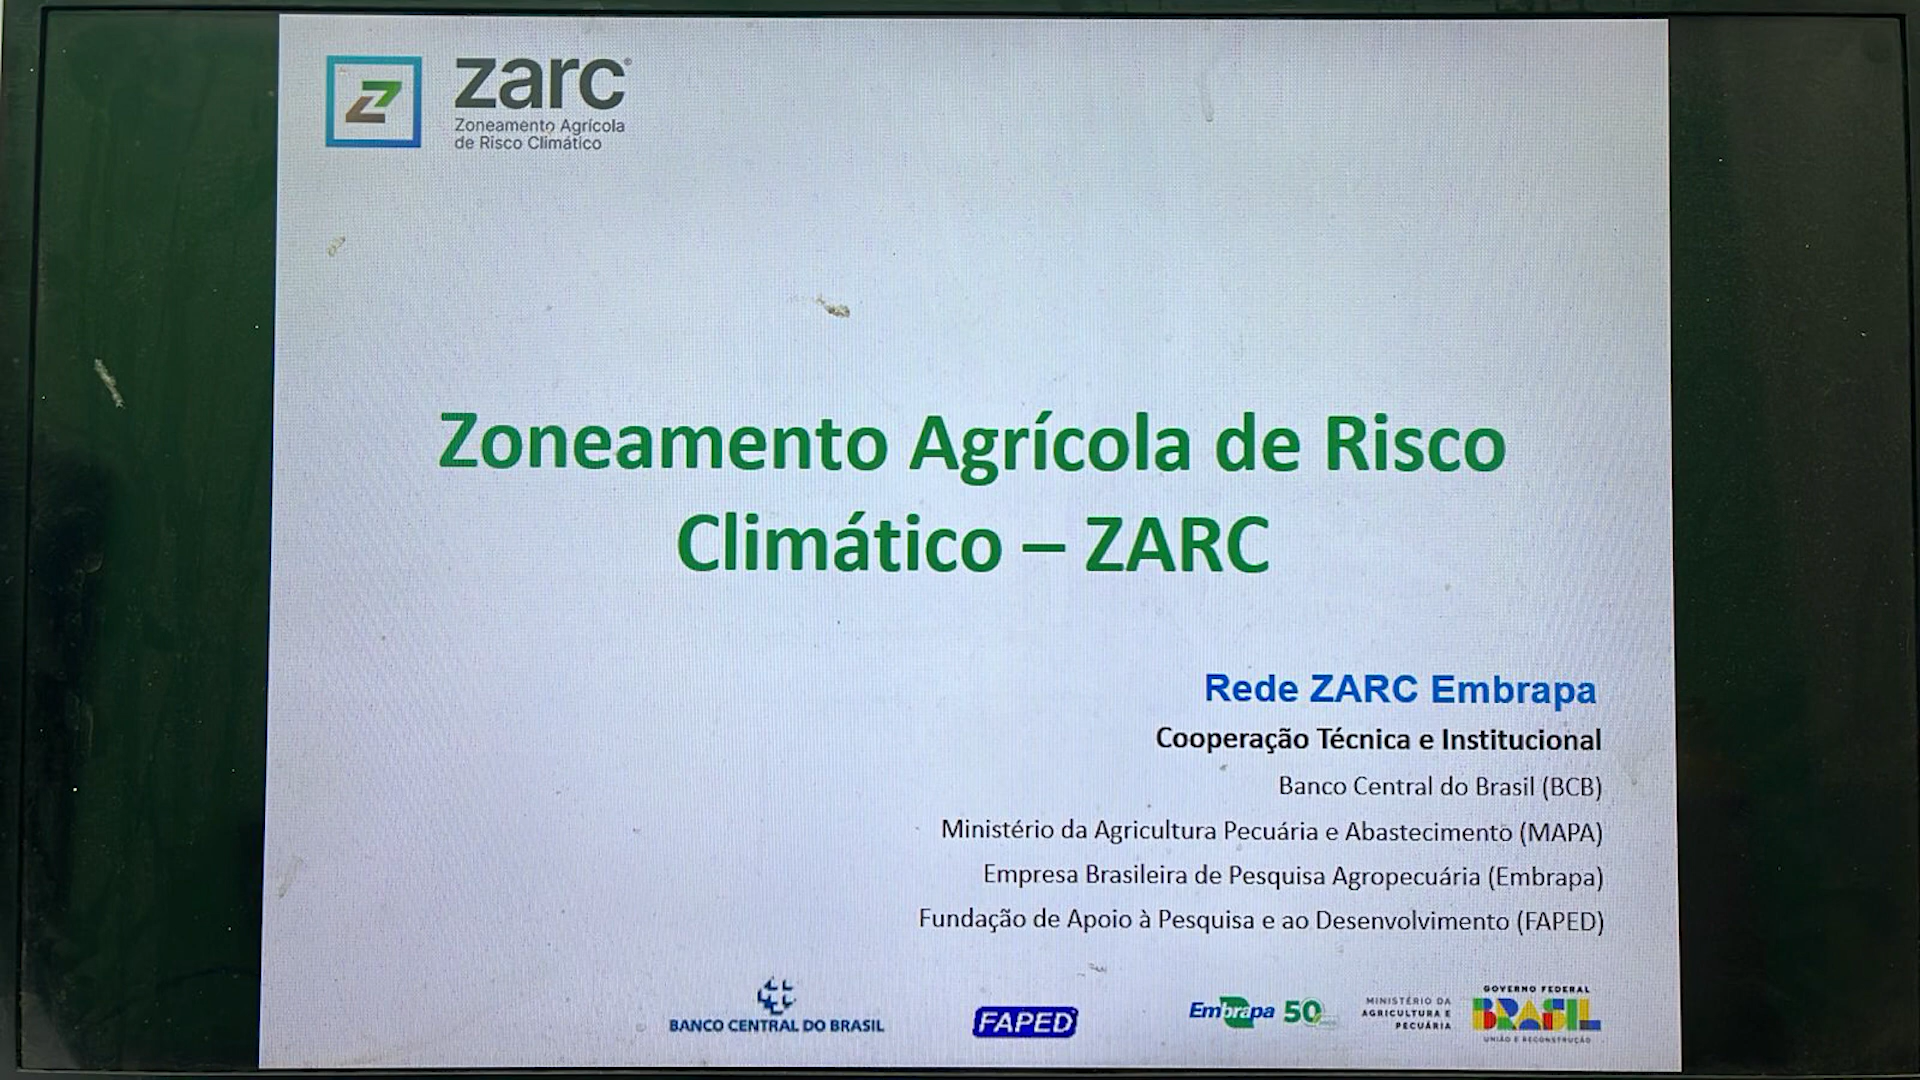 zarc
Zoneamento Agrícola
de Risco Climático
Zoneamento Agrícola de Risco
Climático – ZARC
Rede ZARC Embrapa
Cooperação Técnica e Institucional
Banco Central do Brasil (BCB)
Ministério da Agricultura Pecuária e Abastecimento (MAPA)
Empresa Brasileira de Pesquisa Agropecuária (Embrapa)
Fundação de Apoio à Pesquisa e ao Desenvolvimento (FAPED)
BANCO CENTRAL DO BRASIL
FAPED
Embrapa 50
MINISTÉRIO DA
AGRICULTURA E
PECUÁRIA
GOVERNO FEDERAL
BRASIL
UNIÃO E RECONSTRUÇÃO